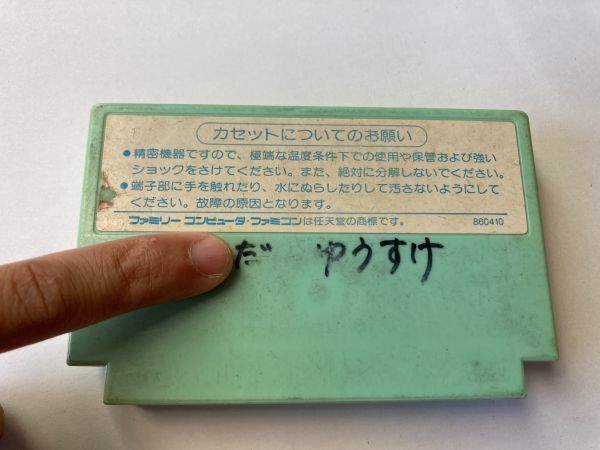 カセットについてのお願い
●精密機器ですので、極端な温度条件下での使用や保管および強い
ショックをさけてください。また、絶対に分解しないでください。
●端子部に手を触れたり、水にぬらしたりして汚さないようにして
ください。故障の原因となります。
ファミリー コンピュータ・ファミコンは任天堂の商標です。 860410
だ ゆうすけ